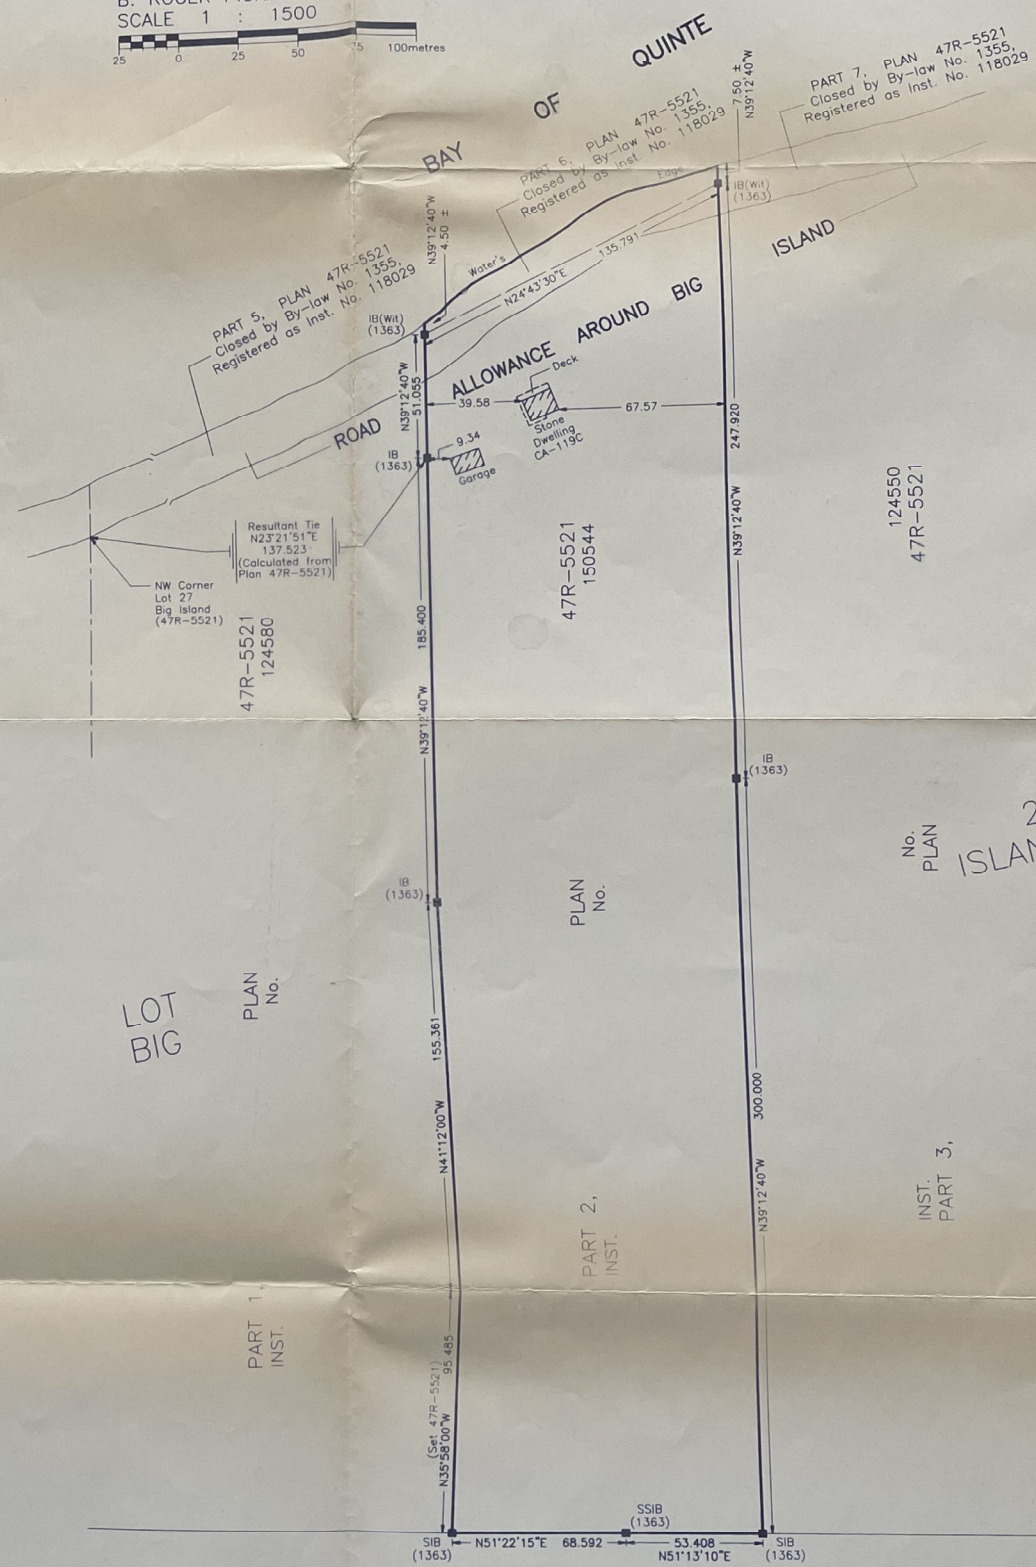 SCALE 1 : 1500
25 0 25 50 75 100metres
BAY OF QUINTE
PART 7, PLAN 47R-5521
Closed by By-law No. 1355,
Registered as Inst. No. 118029
7.50 ±
N39°12'40"W
PART 6, PLAN 47R-5521
Closed by By-law No. 1355,
Registered as Inst. No. 118029
IB(Wit)
(1363)
N39°12'40"W
4.50 ±
Water's Edge
N24°43'30"E 135.791
PART 5, PLAN 47R-5521
Closed by By-law No. 1355,
Registered as Inst. No. 118029
IB(Wit)
(1363)
ROAD ALLOWANCE AROUND BIG ISLAND
N39°12'40"W
51.055
39.58
Deck
67.57
Stone
Dwelling
CA-119C
247.920
N39°12'40"W
IB
(1363)
9.34
Garage
Resultant Tie
N23°21'51"E
137.523
(Calculated from
Plan 47R-5521)
NW Corner
Lot 27
Big Island
(47R-5521)
47R-5521
124580
47R-5521
150544
124550
47R-5521
185.400
N39°12'40"W
IB
(1363)
IB
(1363)
No.
PLAN
2
ISLAN
PLAN
No.
PLAN
No.
LOT
BIG
155.361
N41°12'00"W
300.000
N39°12'40"W
INST.
PART 3,
PART 2,
INST.
PART 1,
INST.
(Set 47R-5521)
95.485
N35°58'00"W
SSIB
(1363)
SIB
(1363)
N51°22'15"E 68.592
53.408
N51°13'10"E
SIB
(1363)